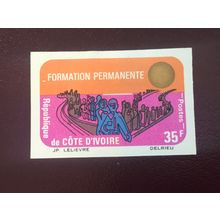 FORMATION PERMANENTE
République
de CÔTE D'IVOIRE
"Postes"
35F
JP. LELIEVRE
DELRIEU